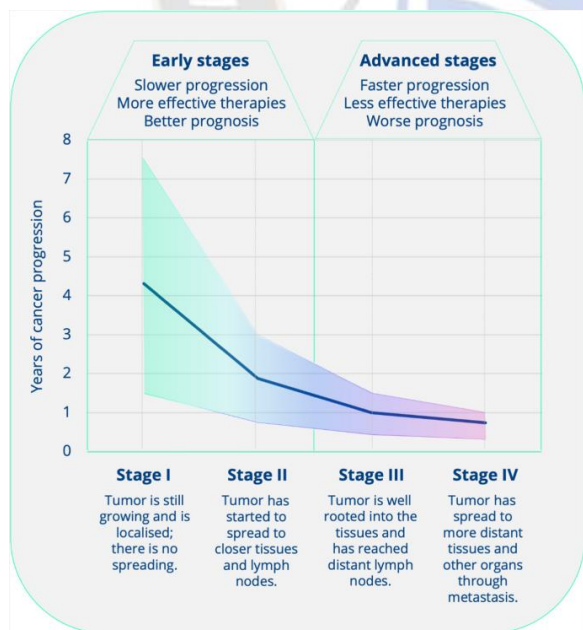 Early stages
Slower progression
More effective therapies
Better prognosis
Advanced stages
Faster progression
Less effective therapies
Worse prognosis
Years of cancer progression
8
7
6
5
4
3
2
1
0
Stage I
Tumor is still
growing and is
localised;
there is no
spreading.
Stage II
Tumor has
started to
spread to
closer tissues
and lymph
nodes.
Stage III
Tumor is well
rooted into the
tissues and
has reached
distant lymph
nodes.
Stage IV
Tumor has
spread to
more distant
tissues and
other organs
through
metastasis.